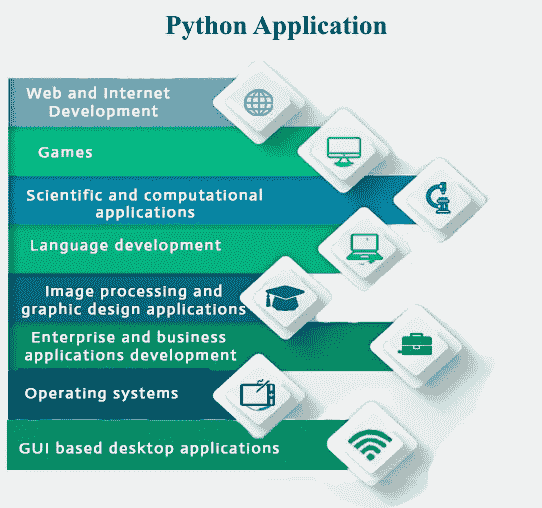 Python Application
Web and Internet
Development
Games
Scientific and computational
applications
Language development
Image processing and
graphic design applications
Enterprise and business
applications development
Operating systems
GUI based desktop applications